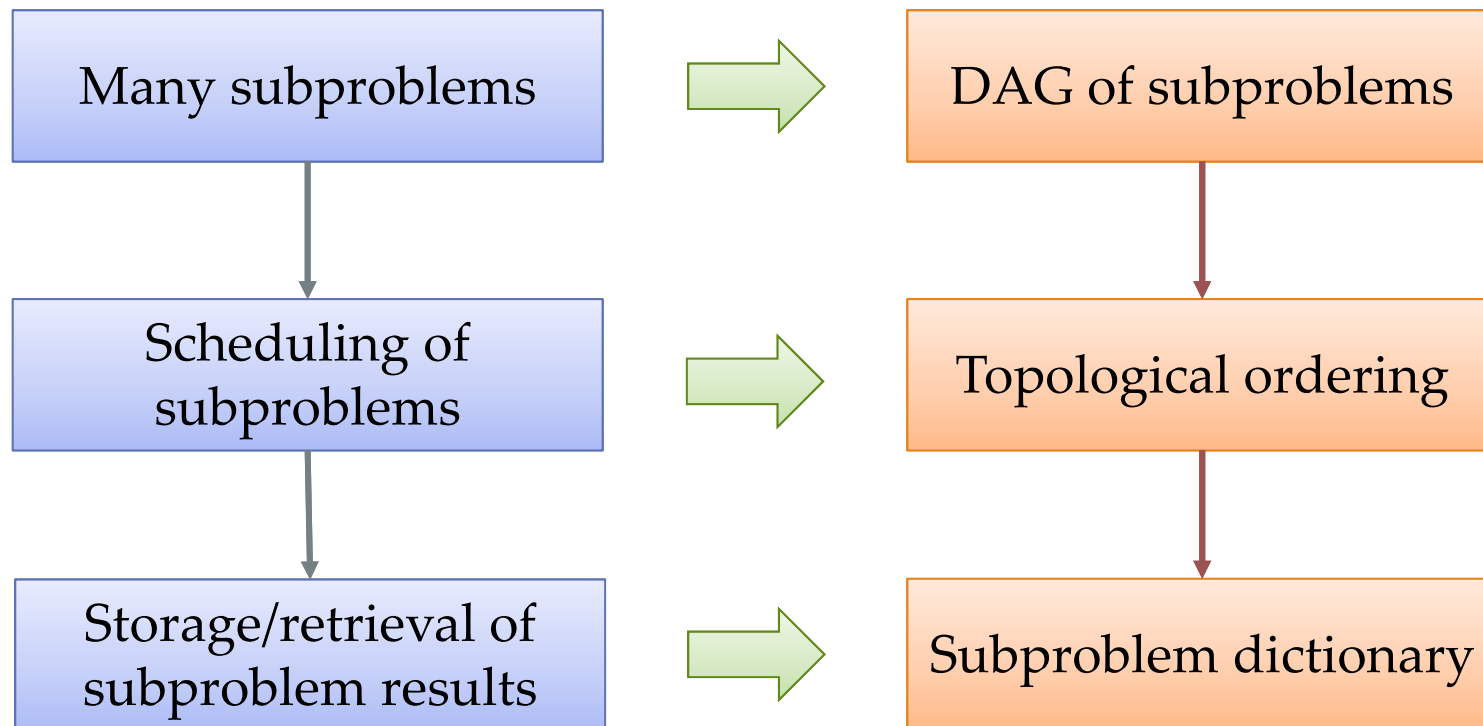 Many subproblems
DAG of subproblems
Scheduling of
subproblems
Topological ordering
Storage/retrieval of
subproblem results
Subproblem dictionary